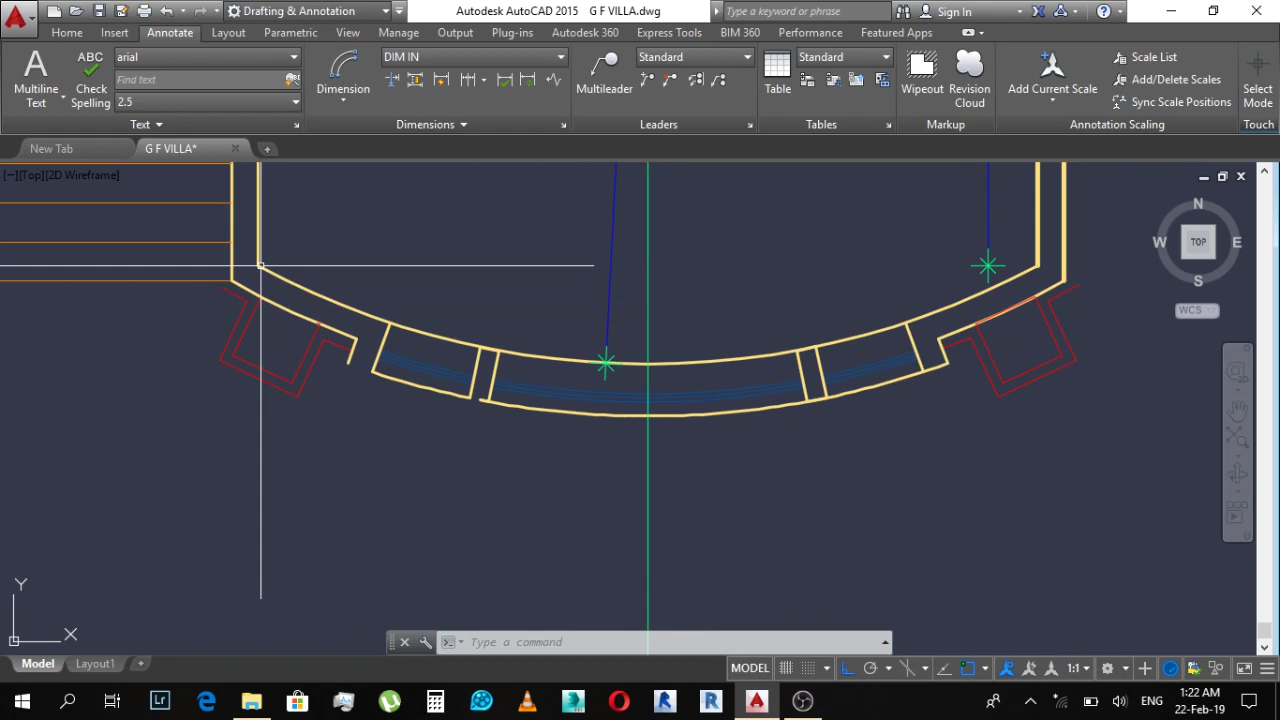 Drafting & Annotation
Autodesk AutoCAD 2015 G F VILLA.dwg
Type a keyword or phrase
Sign In
Home Insert Annotate Layout Parametric View Manage Output Plug-ins Autodesk 360 Express Tools BIM 360 Performance Featured Apps
Multiline Text
ABC
Check Spelling
arial
Find text
2.5
Dimension
DIM IN
Multileader
Standard
Table
Standard
Wipeout
Revision Cloud
Add Current Scale
Scale List
Add/Delete Scales
Sync Scale Positions
Select Mode
Text Dimensions Leaders Tables Markup Annotation Scaling Touch
New Tab G F VILLA*
[−][Top][2D Wireframe]
N
W TOP E
S
WCS
Y
X
Type a command
Model Layout1
MODEL
1:1
Lr
ENG
1:22 AM
22-Feb-19